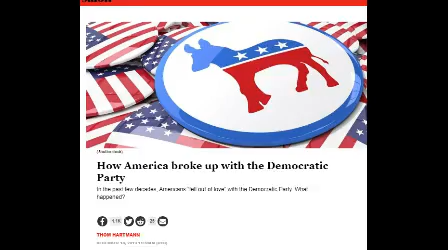 How America broke up with the Democratic
Party
In the past few decades, Americans "fell out of love" with the Democratic Party. What
happened?
THOM HARTMANN